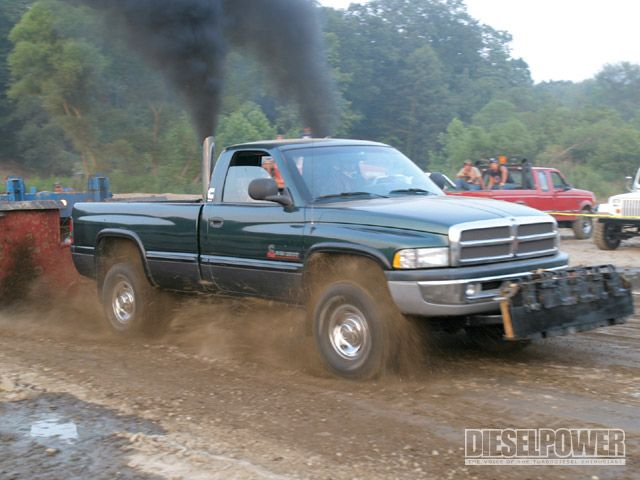 DIESELPOWER
THE VOICE OF THE TURBODIESEL ENTHUSIAST